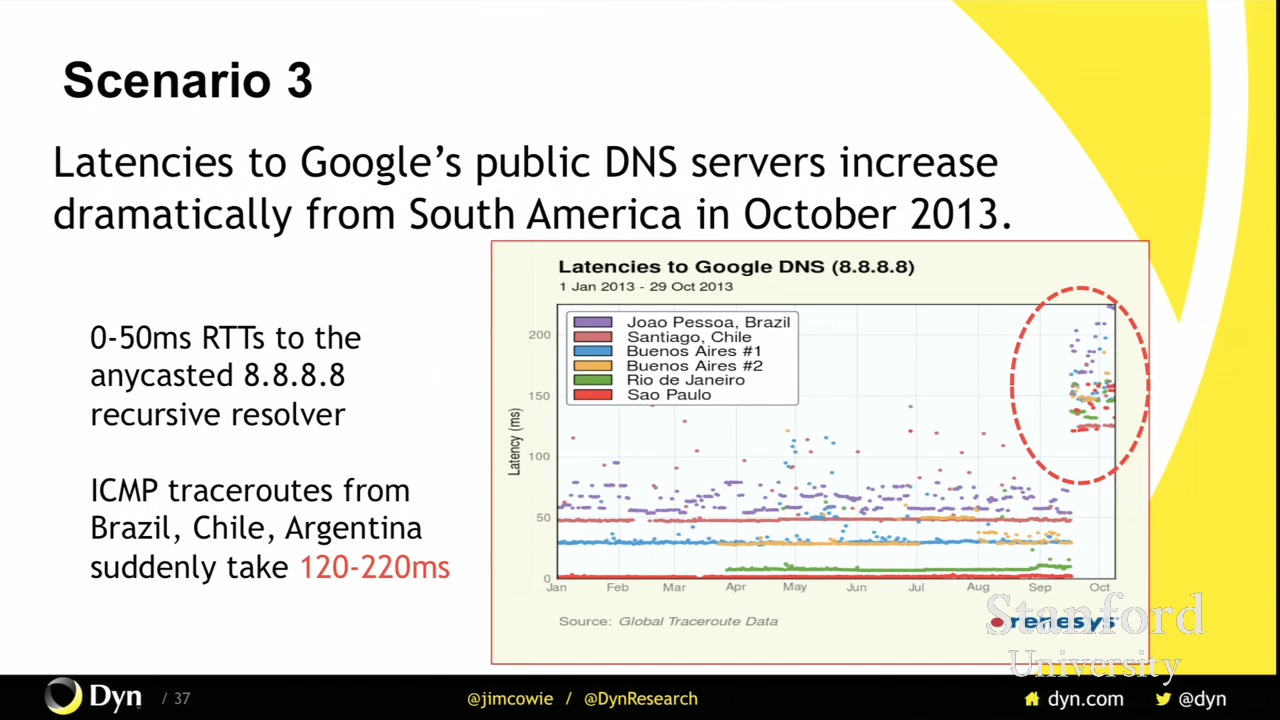 Scenario 3
Latencies to Google's public DNS servers increase
dramatically from South America in October 2013.
0-50ms RTTs to the
anycasted 8.8.8.8
recursive resolver
ICMP traceroutes from
Brazil, Chile, Argentina
suddenly take 120-220ms
Latencies to Google DNS (8.8.8.8)
1 Jan 2013 - 29 Oct 2013
Joao Pessoa, Brazil
Santiago, Chile
Buenos Aires #1
Buenos Aires #2
Rio de Janeiro
Sao Paulo
Latency (ms)
200
150
100
50
0
Jan Feb Mar Apr May Jun Jul Aug Sep Oct
Source: Global Traceroute Data
renesys
Stanford
University
Dyn / 37
@jimcowie / @DynResearch
dyn.com @dyn